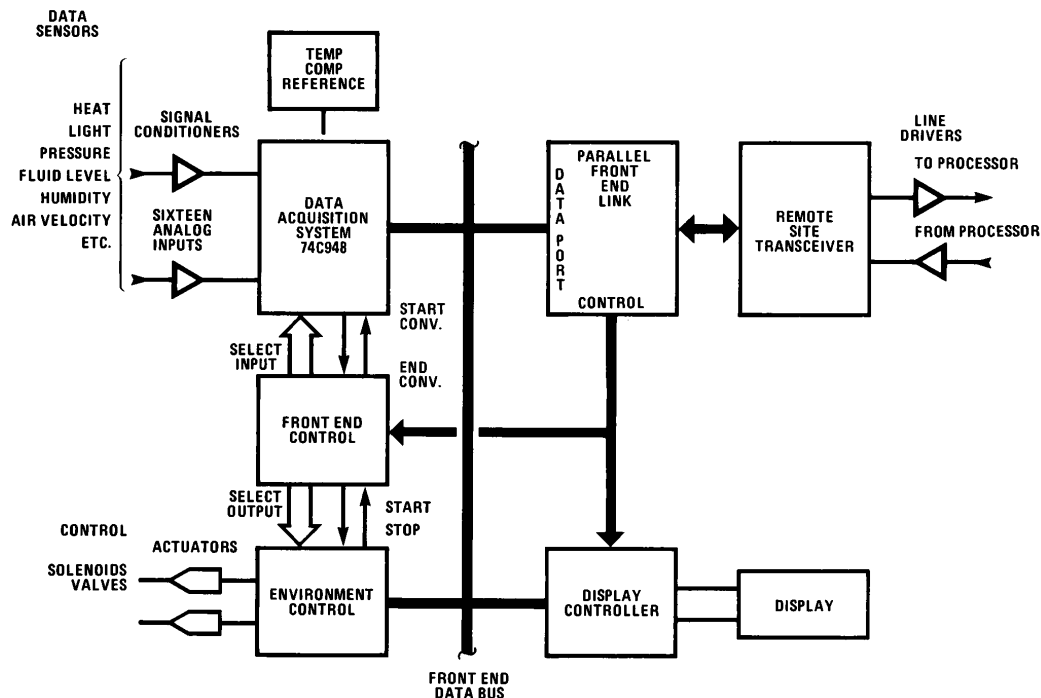 DATA
SENSORS
HEAT
LIGHT
PRESSURE
FLUID LEVEL
HUMIDITY
AIR VELOCITY
ETC.
SIGNAL
CONDITIONERS
SIXTEEN
ANALOG
INPUTS
TEMP
COMP
REFERENCE
DATA
ACQUISITION
SYSTEM
74C948
DATA PORT
PARALLEL
FRONT
END
LINK
CONTROL
REMOTE
SITE
TRANSCEIVER
LINE
DRIVERS
TO PROCESSOR
FROM PROCESSOR
SELECT
INPUT
START
CONV.
END
CONV.
FRONT END
CONTROL
SELECT
OUTPUT
START
STOP
CONTROL
SOLENOIDS
VALVES
ACTUATORS
ENVIRONMENT
CONTROL
DISPLAY
CONTROLLER
DISPLAY
FRONT END
DATA BUS